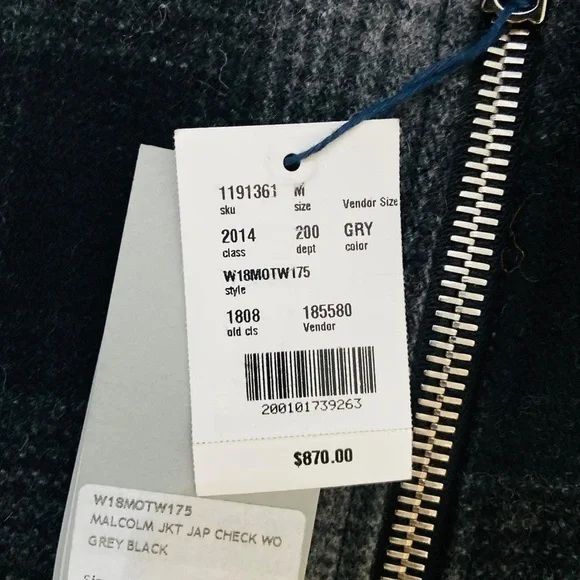 1191361 M
sku size Vendor Size
2014 200 GRY
class dept color
W18MOTW175
style
1808 185580
old cls Vendor
200101739263
$870.00
W18MOTW175
MALCOLM JKT JAP CHECK WO
GREY BLACK